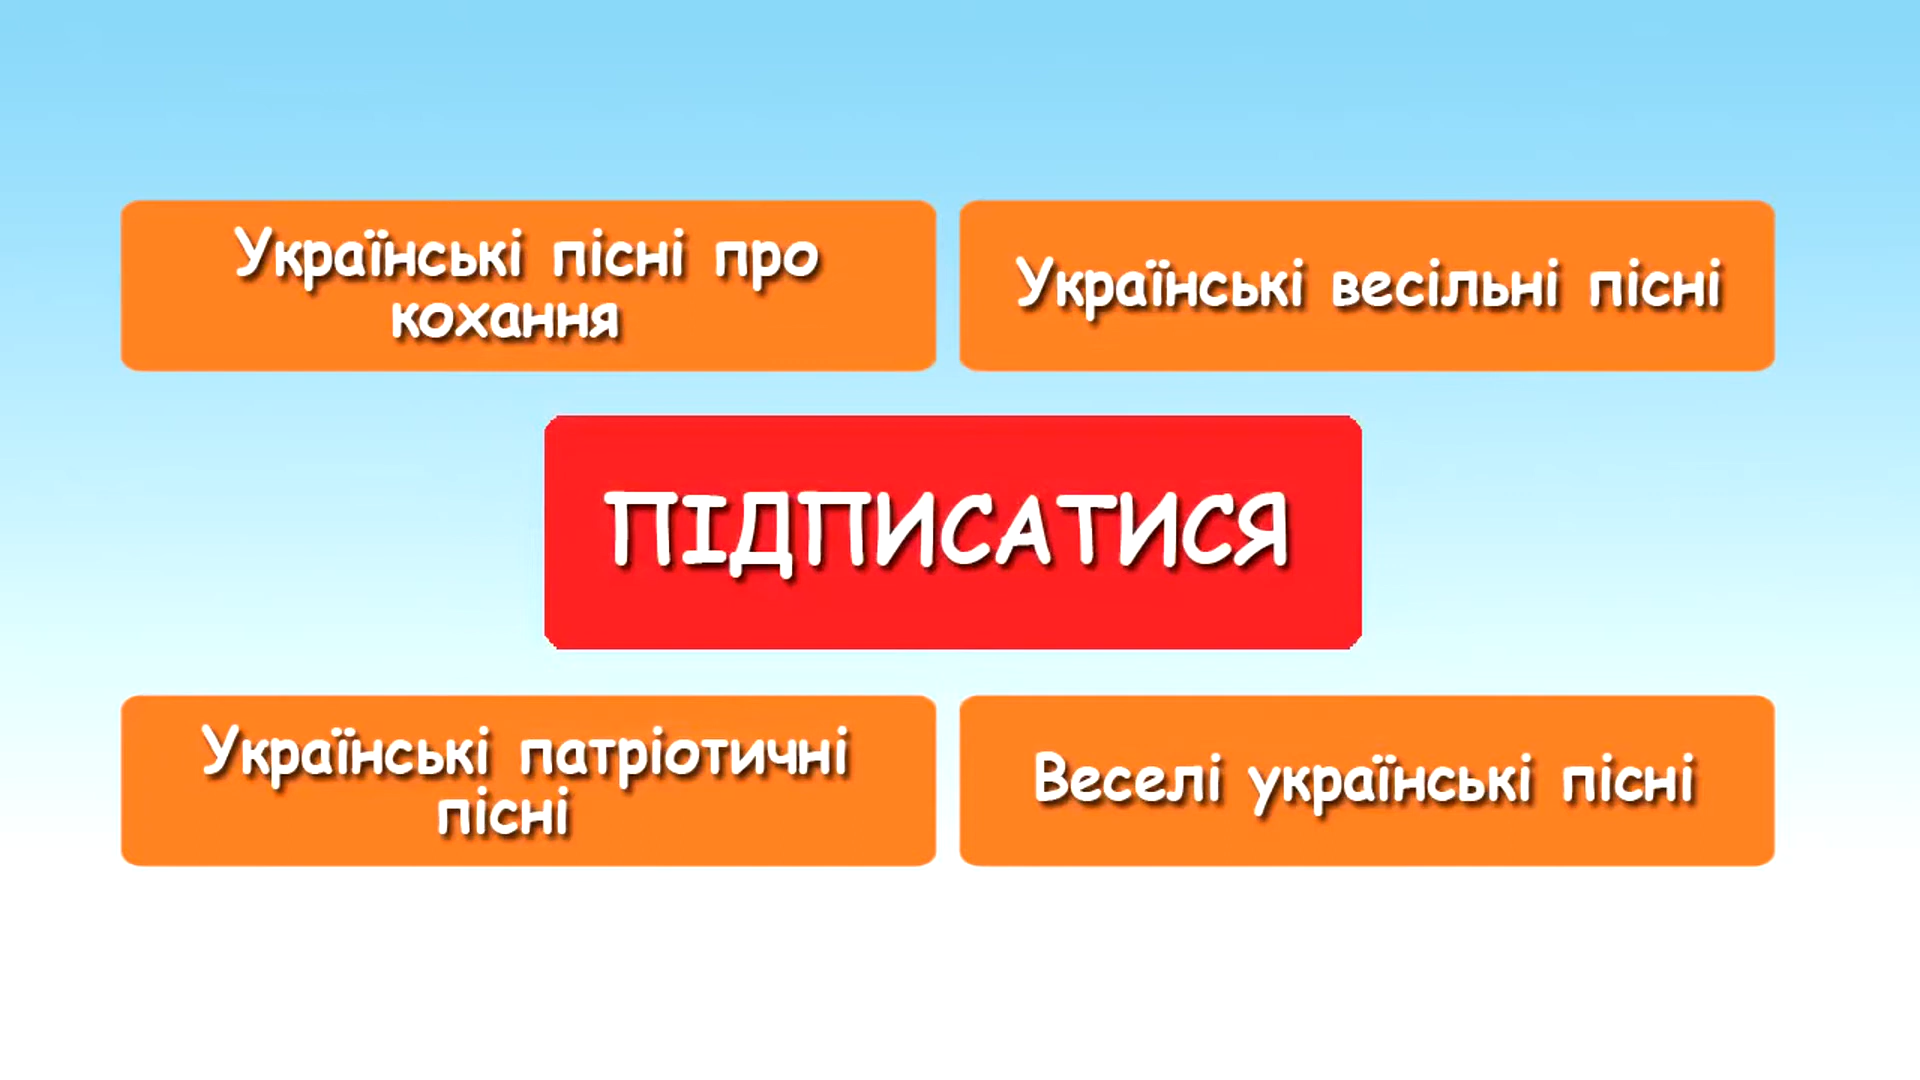 Українські пісні про
кохання
Українські весільні пісні
ПІДПИСАТИСЯ
Українські патріотичні
пісні
Веселі українські пісні